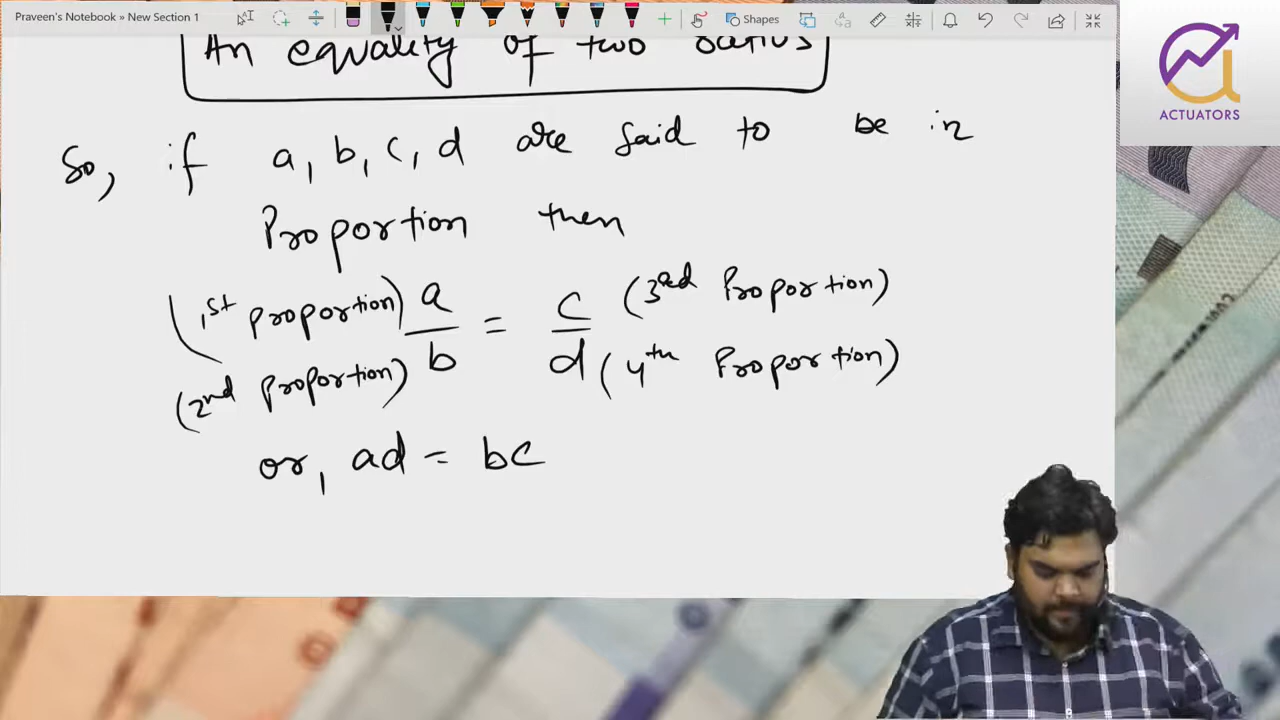 Praveen's Notebook » New Section 1
Shapes
ACTUATORS
An equality of two ratios
So, if a, b, c, d are said to be in
Proportion then
(1st proportion) a/b = c/d (3rd Proportion)
(2nd proportion) (4th Proportion)
or, ad = bc